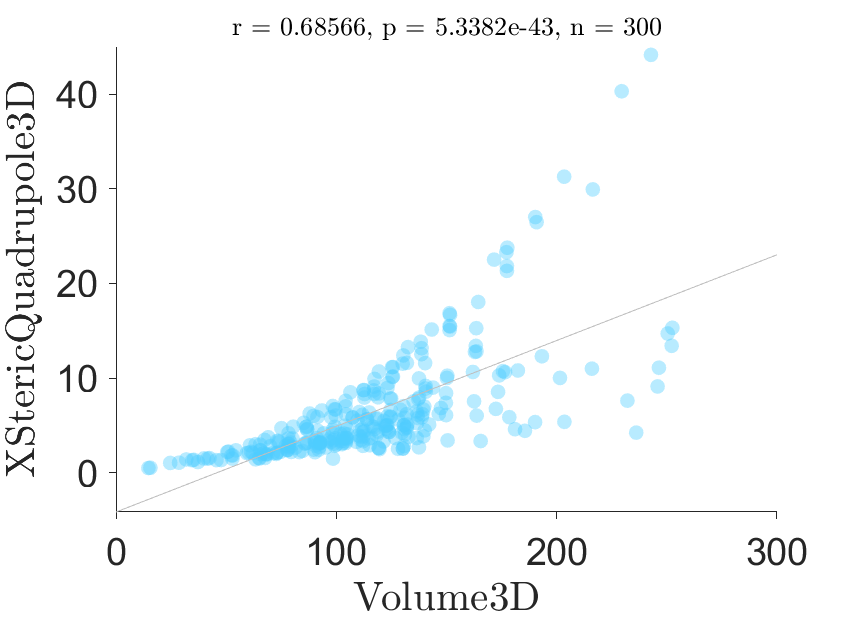 r = 0.68566, p = 5.3382e-43, n = 300
XStericQuadrupole3D
40
30
20
10
0
0 100 200 300
Volume3D